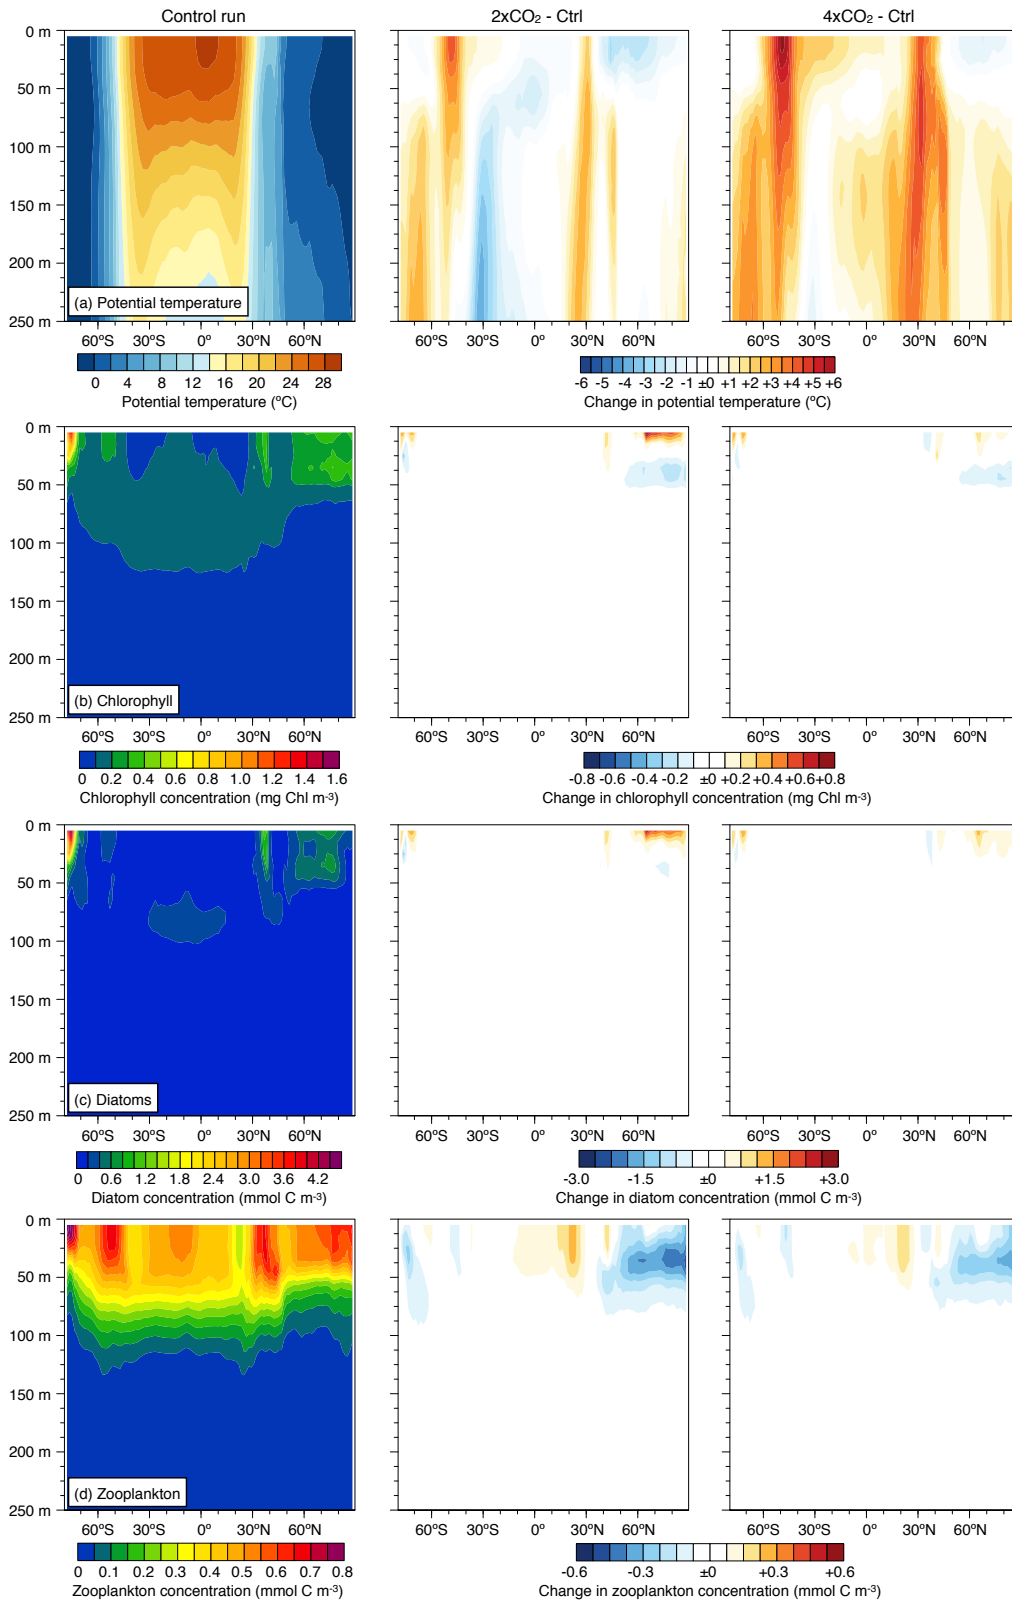 Control run 2xCO₂ - Ctrl 4xCO₂ - Ctrl
0 m
50 m
100 m
150 m
200 m
250 m
(a) Potential temperature
60ºS 30ºS 0º 30ºN 60ºN 60ºS 30ºS 0º 30ºN 60ºN 60ºS 30ºS 0º 30ºN 60ºN
0 4 8 12 16 20 24 28
Potential temperature (ºC)
-6 -5 -4 -3 -2 -1 ±0 +1 +2 +3 +4 +5 +6
Change in potential temperature (ºC)
0 m
50 m
100 m
150 m
200 m
250 m
(b) Chlorophyll
60ºS 30ºS 0º 30ºN 60ºN 60ºS 30ºS 0º 30ºN 60ºN 60ºS 30ºS 0º 30ºN 60ºN
0 0.2 0.4 0.6 0.8 1.0 1.2 1.4 1.6
Chlorophyll concentration (mg Chl m⁻³)
-0.8 -0.6 -0.4 -0.2 ±0 +0.2 +0.4 +0.6 +0.8
Change in chlorophyll concentration (mg Chl m⁻³)
0 m
50 m
100 m
150 m
200 m
250 m
(c) Diatoms
60ºS 30ºS 0º 30ºN 60ºN 60ºS 30ºS 0º 30ºN 60ºN 60ºS 30ºS 0º 30ºN 60ºN
0 0.6 1.2 1.8 2.4 3.0 3.6 4.2
Diatom concentration (mmol C m⁻³)
-3.0 -1.5 ±0 +1.5 +3.0
Change in diatom concentration (mmol C m⁻³)
0 m
50 m
100 m
150 m
200 m
250 m
(d) Zooplankton
60ºS 30ºS 0º 30ºN 60ºN 60ºS 30ºS 0º 30ºN 60ºN 60ºS 30ºS 0º 30ºN 60ºN
0 0.1 0.2 0.3 0.4 0.5 0.6 0.7 0.8
Zooplankton concentration (mmol C m⁻³)
-0.6 -0.3 ±0 +0.3 +0.6
Change in zooplankton concentration (mmol C m⁻³)